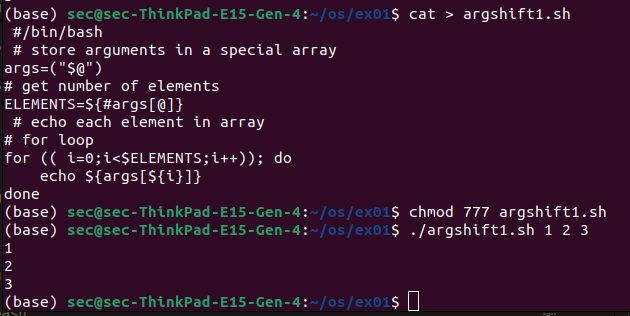 (base) sec@sec-ThinkPad-E15-Gen-4:~/os/ex01$ cat > argshift1.sh
 #/bin/bash
 # store arguments in a special array
args=("$@")
# get number of elements
ELEMENTS=${#args[@]}
 # echo each element in array
# for loop
for (( i=0;i<$ELEMENTS;i++)); do
    echo ${args[${i}]}
done
(base) sec@sec-ThinkPad-E15-Gen-4:~/os/ex01$ chmod 777 argshift1.sh
(base) sec@sec-ThinkPad-E15-Gen-4:~/os/ex01$ ./argshift1.sh 1 2 3
1
2
3
(base) sec@sec-ThinkPad-E15-Gen-4:~/os/ex01$